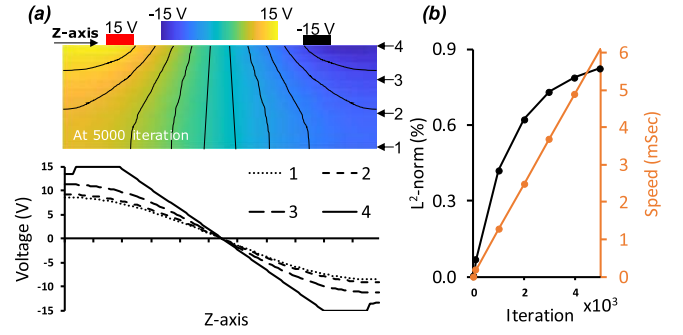 (a)
-15 V 15 V
Z-axis 15 V -15V
4
3
2
1
At 5000 iteration
Voltage (V)
15
10
5
0
-5
-10
-15
1 2
3 4
Z-axis
(b)
L²-norm (%)
0.9
0.6
0.3
0.0
6
5
4
3
2
1
0
Speed (mSec)
0 2 4
×10³
Iteration